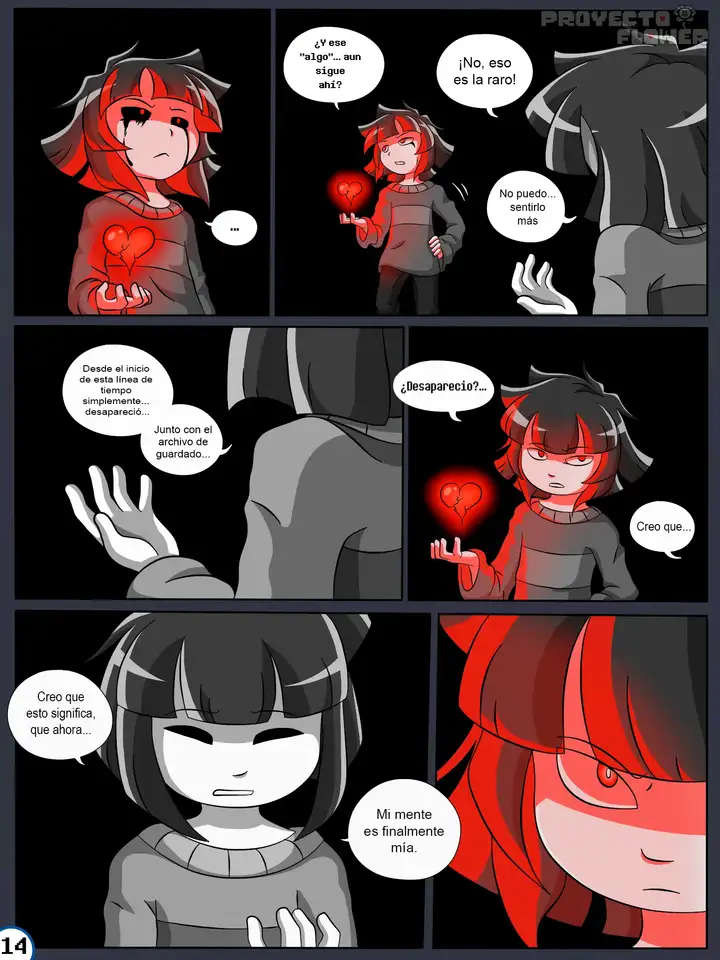 PROYECTO
FLOWER
...
¿Y ese
"algo"... aun
sigue
ahí?
¡No, eso
es la raro!
No puedo...
sentirlo
más
Desde el inicio
de esta línea de
tiempo
simplemente...
desapareció...
Junto con el
archivo de
guardado...
¿Desaparecio?...
Creo que...
Creo que
esto significa,
que ahora...
Mi mente
es finalmente
mía.
14